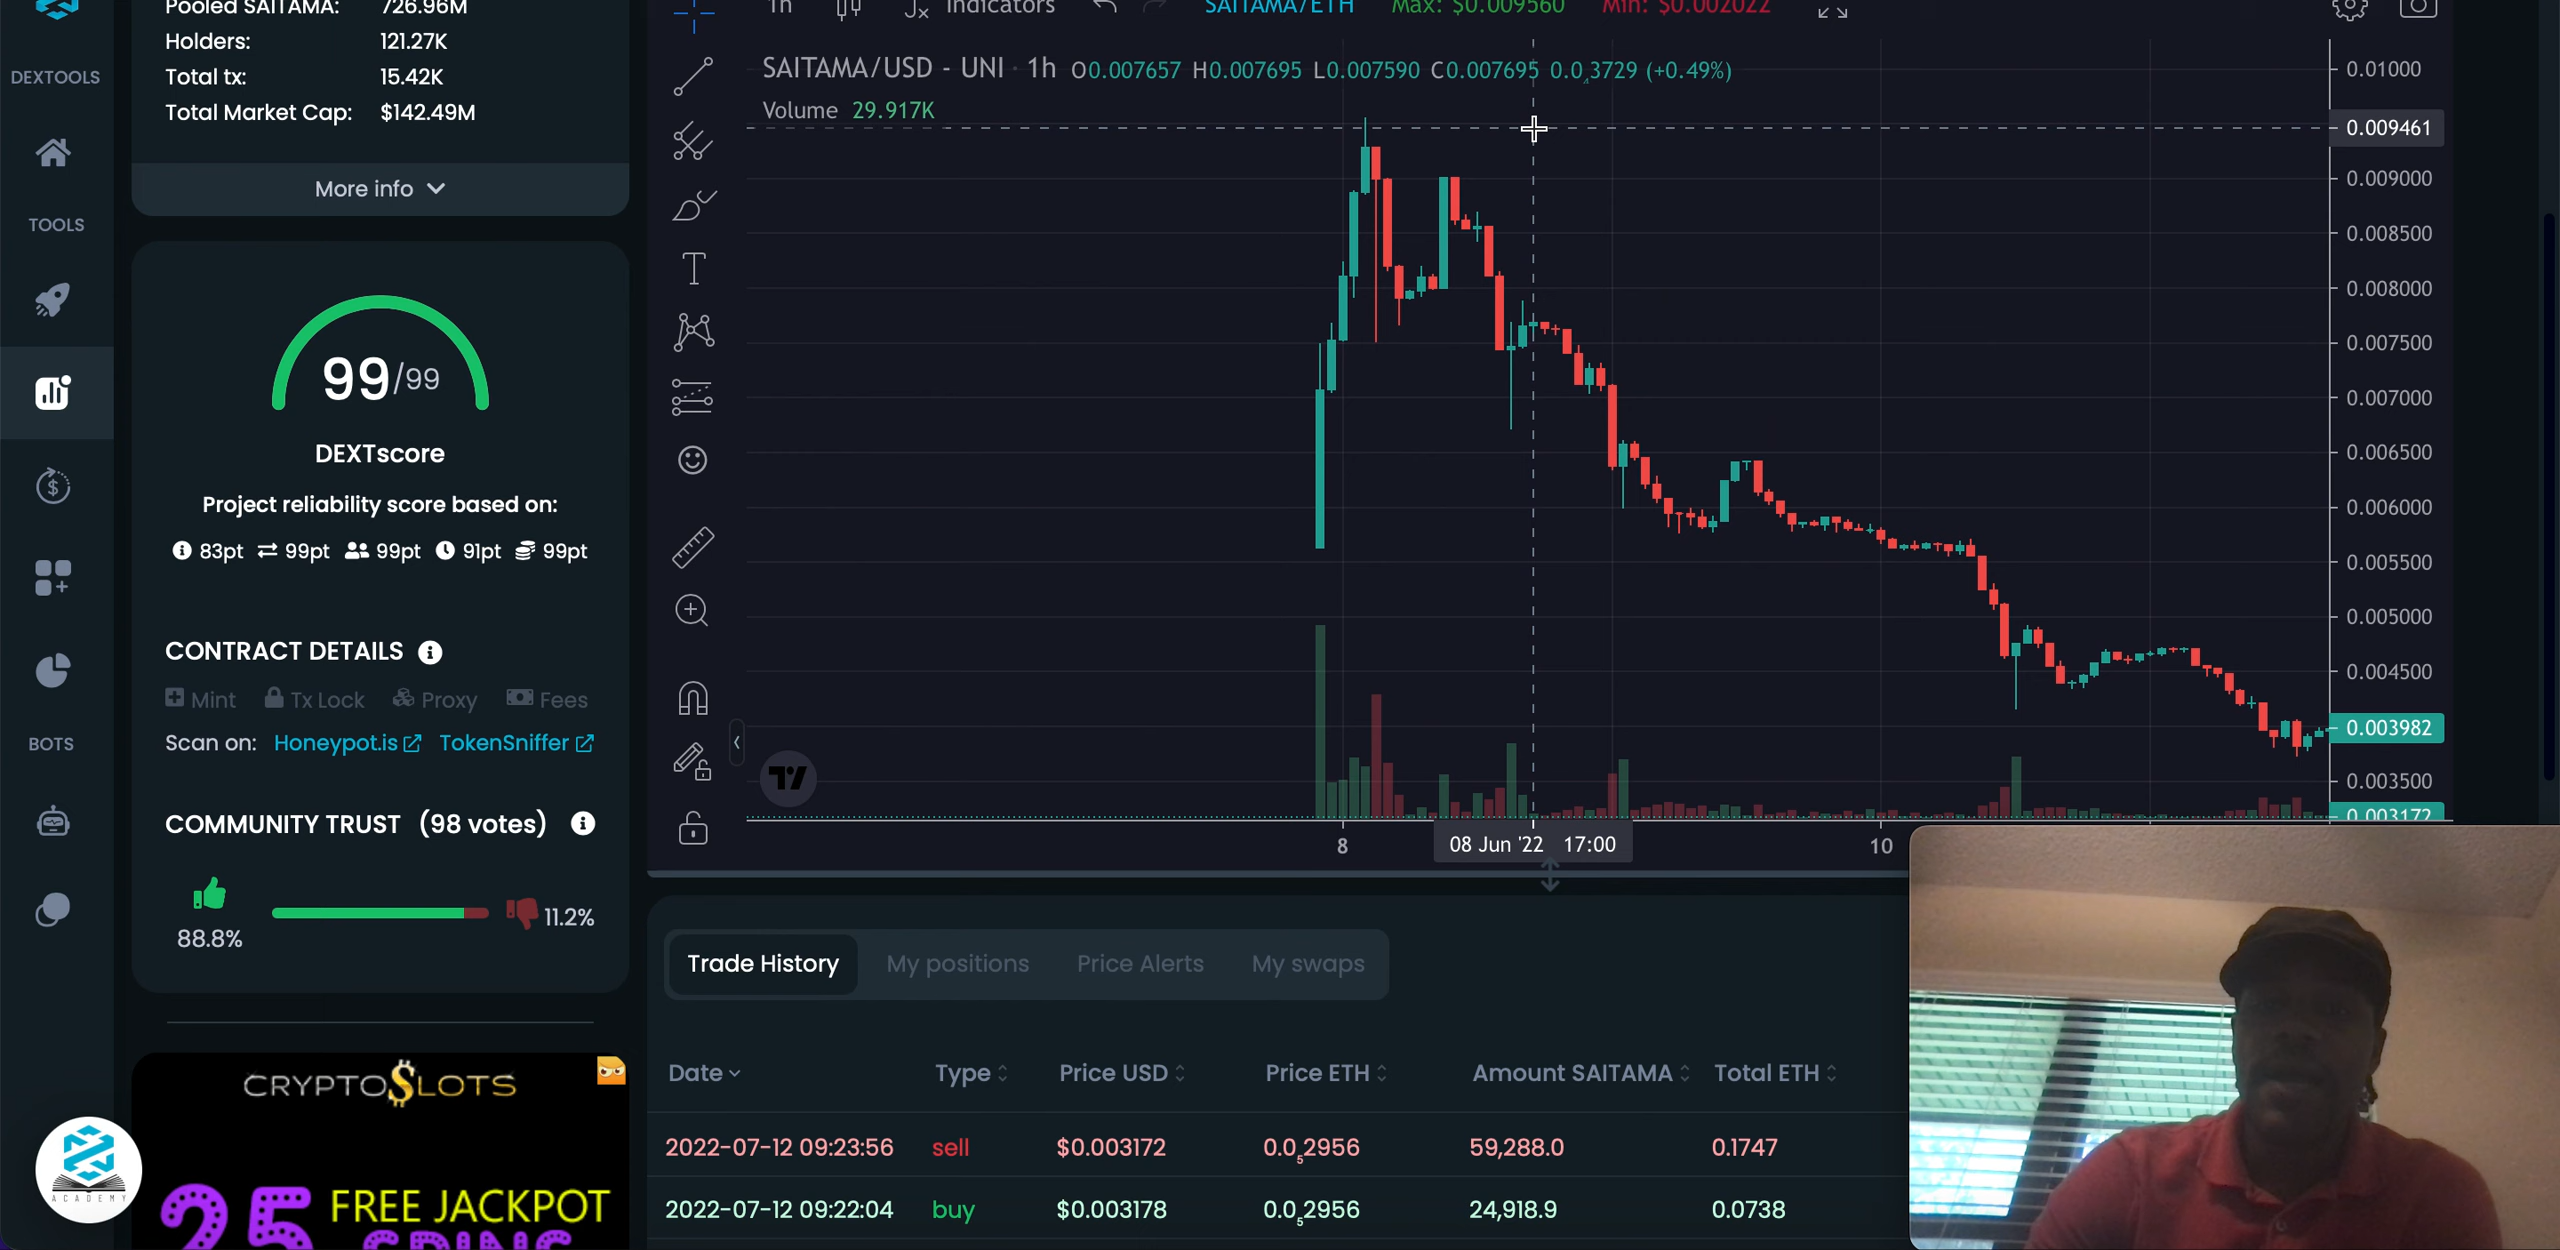 Pooled SAITAMA: 726.96M
Holders: 121.27K
Total tx: 15.42K
Total Market Cap: $142.49M
More info
DEXTOOLS
TOOLS
BOTS
99/99
DEXTscore
Project reliability score based on:
83pt 99pt 99pt 91pt 99pt
CONTRACT DETAILS
Mint Tx Lock Proxy Fees
Scan on: Honeypot.is TokenSniffer
COMMUNITY TRUST (98 votes)
88.8% 11.2%
CRYPTO$LOTS
25 FREE JACKPOT
SPINS
ACADEMY
1h Indicators SAITAMA/ETH Max: $0.009560 Min: $0.002022
SAITAMA/USD - UNI · 1h O0.007657 H0.007695 L0.007590 C0.007695 0.0₄3729 (+0.49%)
Volume 29.917K
0.01000
0.009461
0.009000
0.008500
0.008000
0.007500
0.007000
0.006500
0.006000
0.005500
0.005000
0.004500
0.003982
0.003500
0.003172
8 08 Jun '22 17:00 10
Trade History My positions Price Alerts My swaps
Date Type Price USD Price ETH Amount SAITAMA Total ETH
2022-07-12 09:23:56 sell $0.003172 0.0₅2956 59,288.0 0.1747
2022-07-12 09:22:04 buy $0.003178 0.0₅2956 24,918.9 0.0738